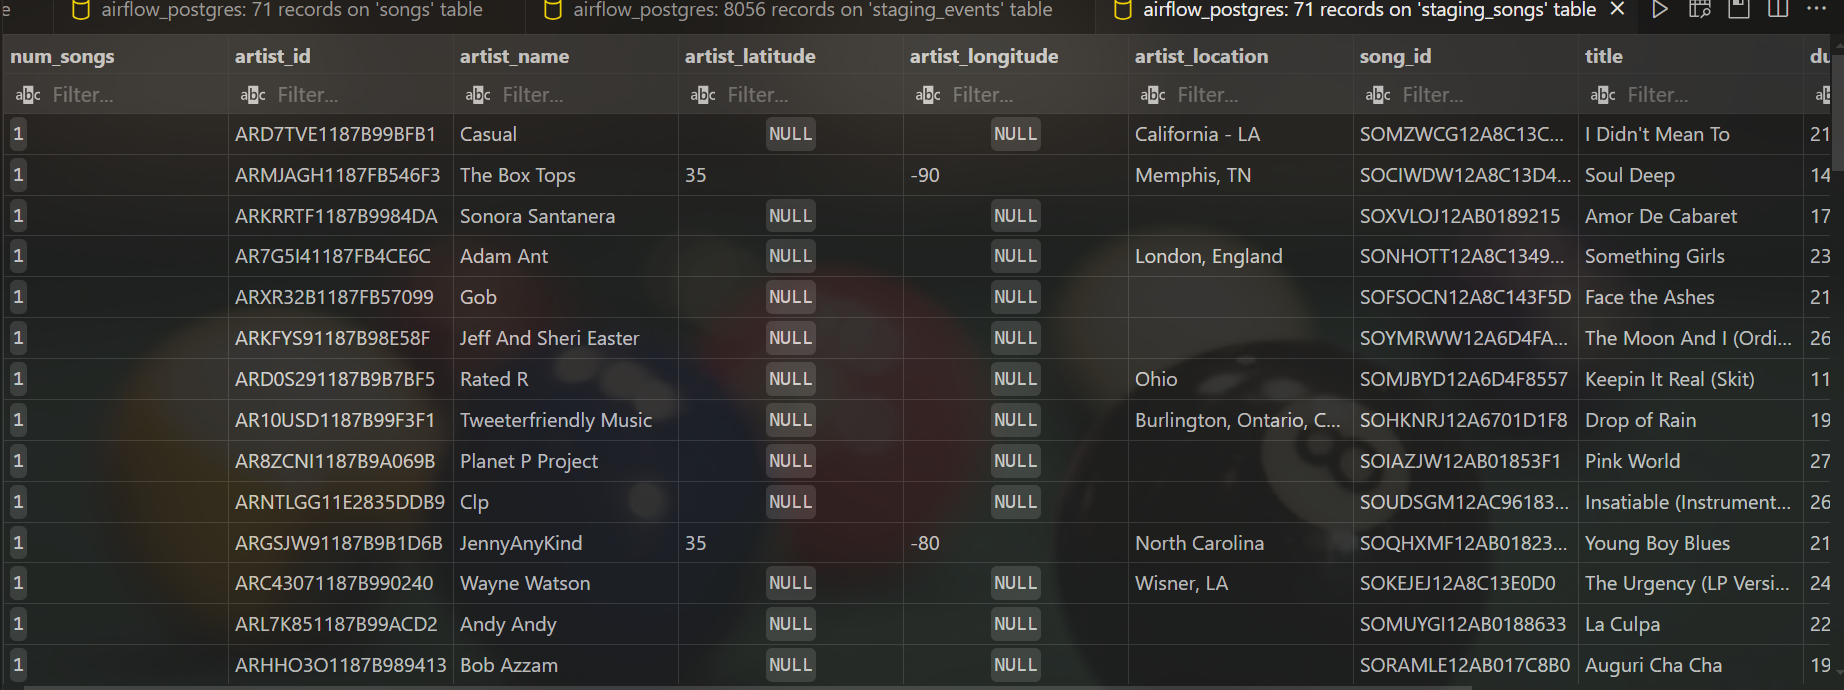 e airflow_postgres: 71 records on 'songs' table airflow_postgres: 8056 records on 'staging_events' table airflow_postgres: 71 records on 'staging_songs' table
num_songs artist_id artist_name artist_latitude artist_longitude artist_location song_id title du
abc Filter... abc Filter... abc Filter... abc Filter... abc Filter... abc Filter... abc Filter... abc Filter... ab
1 ARD7TVE1187B99BFB1 Casual NULL NULL California - LA SOMZWCG12A8C13C... I Didn't Mean To 21
1 ARMJAGH1187FB546F3 The Box Tops 35 -90 Memphis, TN SOCIWDW12A8C13D4... Soul Deep 14
1 ARKRRTF1187B9984DA Sonora Santanera NULL NULL SOXVLOJ12AB0189215 Amor De Cabaret 17
1 AR7G5I41187FB4CE6C Adam Ant NULL NULL London, England SONHOTT12A8C1349... Something Girls 23
1 ARXR32B1187FB57099 Gob NULL NULL SOFSOCN12A8C143F5D Face the Ashes 21
1 ARKFYS91187B98E58F Jeff And Sheri Easter NULL NULL SOYMRWW12A6D4FA... The Moon And I (Ordi... 26
1 ARD0S291187B9B7BF5 Rated R NULL NULL Ohio SOMJBYD12A6D4F8557 Keepin It Real (Skit) 11
1 AR10USD1187B99F3F1 Tweeterfriendly Music NULL NULL Burlington, Ontario, C... SOHKNRJ12A6701D1F8 Drop of Rain 19
1 AR8ZCNI1187B9A069B Planet P Project NULL NULL SOIAZJW12AB01853F1 Pink World 27
1 ARNTLGG11E2835DDB9 Clp NULL NULL SOUDSGM12AC96183... Insatiable (Instrument... 26
1 ARGSJW91187B9B1D6B JennyAnyKind 35 -80 North Carolina SOQHXMF12AB01823... Young Boy Blues 21
1 ARC43071187B990240 Wayne Watson NULL NULL Wisner, LA SOKEJEJ12A8C13E0D0 The Urgency (LP Versi... 24
1 ARL7K851187B99ACD2 Andy Andy NULL NULL SOMUYGI12AB0188633 La Culpa 22
1 ARHHO3O1187B989413 Bob Azzam NULL NULL SORAMLE12AB017C8B0 Auguri Cha Cha 19